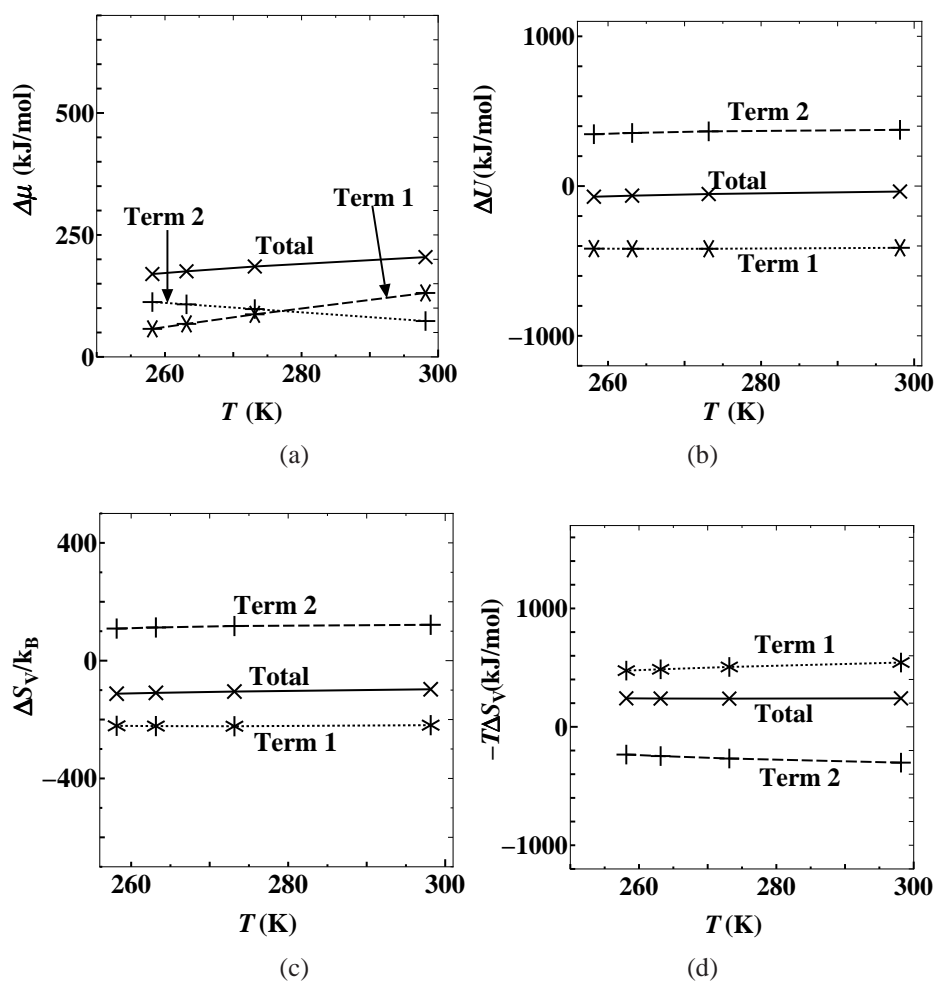 Δμ (kJ/mol)
500
250
0
Term 2
Term 1
Total
260
280
300
T (K)
(a)
ΔU(kJ/mol)
1000
0
−1000
Term 2
Total
Term 1
260
280
300
T (K)
(b)
ΔS_V/k_B
400
0
−400
Term 2
Total
Term 1
260
280
300
T (K)
(c)
−TΔS_V(kJ/mol)
1000
0
−1000
Term 1
Total
Term 2
260
280
300
T (K)
(d)